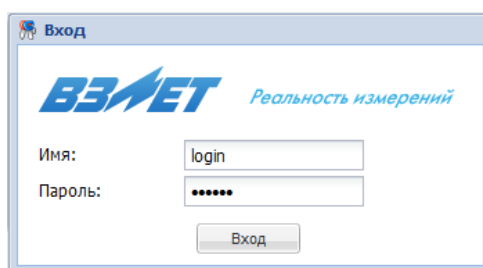 Вход
ВЗЛЕТ Реальность измерений
Имя: login
Пароль: ••••••
Вход